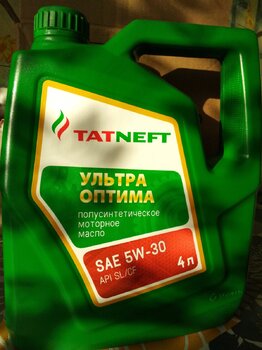 TATNEFT
УЛЬТРА
ОПТИМА
полусинтетическое
моторное
масло
SAE 5W-30
API SL/CF
4 л